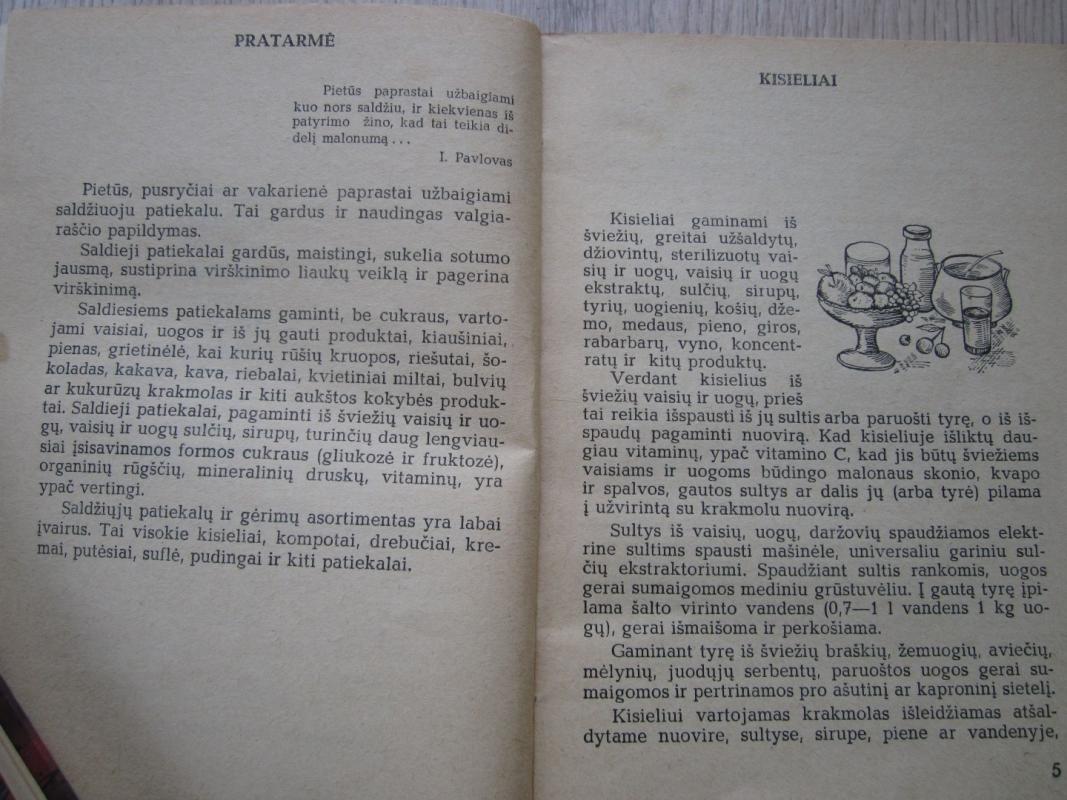 PRATARMĖ
Pietūs paprastai užbaigiami
kuo nors saldžiu, ir kiekvienas iš
patyrimo žino, kad tai teikia di-
delį malonumą...
I. Pavlovas
Pietūs, pusryčiai ar vakarienė paprastai užbaigiami
saldžiuoju patiekalu. Tai gardus ir naudingas valgia-
raščio papildymas.
Saldieji patiekalai gardūs, maistingi, sukelia sotumo
jausmą, sustiprina virškinimo liaukų veiklą ir pagerina
virškinimą.
Saldiesiems patiekalams gaminti, be cukraus, varto-
jami vaisiai, uogos ir iš jų gauti produktai, kiaušiniai,
pienas, grietinėlė, kai kurių rūšių kruopos, riešutai, šo-
koladas, kakava, kava, riebalai, kvietiniai miltai, bulvių
ar kukurūzų krakmolas ir kiti aukštos kokybės produk-
tai. Saldieji patiekalai, pagaminti iš šviežių vaisių ir uo-
gų, vaisių ir uogų sulčių, sirupų, turinčių daug lengviau-
siai įsisavinamos formos cukraus (gliukozė ir fruktozė),
organinių rūgščių, mineralinių druskų, vitaminų, yra
ypač vertingi.
Saldžiųjų patiekalų ir gėrimų asortimentas yra labai
įvairus. Tai visokie kisieliai, kompotai, drebučiai, kre-
mai, putėsiai, suflė, pudingai ir kiti patiekalai.
KISIELIAI
Kisieliai gaminami iš
šviežių, greitai užšaldytų,
džiovintų, sterilizuotų vai-
sių ir uogų, vaisių ir uogų
ekstraktų, sulčių, sirupų,
tyrių, uogienių, košių, dže-
mo, medaus, pieno, giros,
rabarbarų, vyno, koncent-
ratų ir kitų produktų.
Verdant kisielius iš
šviežių vaisių ir uogų, prieš
tai reikia išspausti iš jų sultis arba paruošti tyrę, o iš iš-
spaudų pagaminti nuovirą. Kad kisieliuje išliktų dau-
giau vitaminų, ypač vitamino C, kad jis būtų šviežiems
vaisiams ir uogoms būdingo malonaus skonio, kvapo
ir spalvos, gautos sultys ar dalis jų (arba tyrė) pilama
į užvirintą su krakmolu nuovirą.
Sultys iš vaisių, uogų, daržovių spaudžiamos elekt-
rine sultims spausti mašinėle, universaliu gariniu sul-
čių ekstraktoriumi. Spaudžiant sultis rankomis, uogos
gerai sumaigomos mediniu grūstuvėliu. Į gautą tyrę įpi-
lama šalto virinto vandens (0,7—1 l vandens 1 kg uo-
gų), gerai išmaišoma ir perkošiama.
Gaminant tyrę iš šviežių braškių, žemuogių, aviečių,
mėlynių, juodųjų serbentų, paruoštos uogos gerai su-
maigomos ir pertrinamos pro ašutinį ar kaproninį sietelį.
Kisieliui vartojamas krakmolas išleidžiamas atšal-
dytame nuovire, sultyse, sirupe, piene ar vandenyje,
5